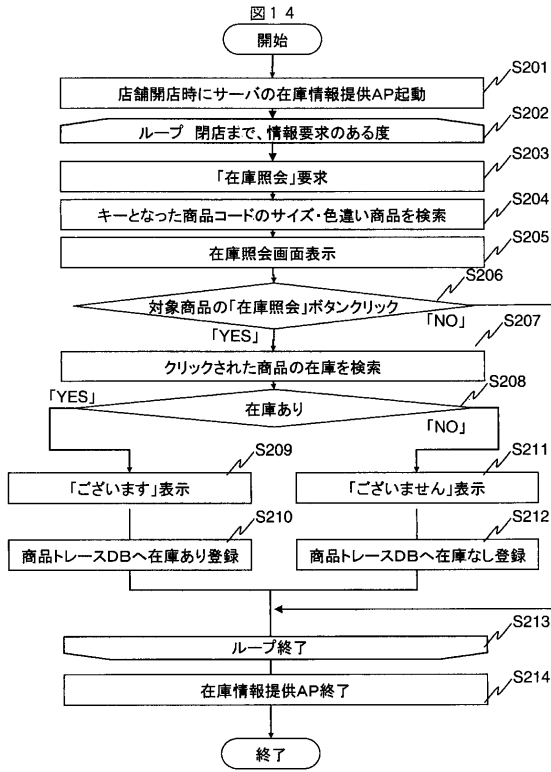 図14
開始
S201
店舗開店時にサーバの在庫情報提供AP起動
S202
ループ 閉店まで、情報要求のある度
S203
「在庫照会」要求
S204
キーとなった商品コードのサイズ・色違い商品を検索
S205
在庫照会画面表示
S206
対象商品の「在庫照会」ボタンクリック
「NO」
S207
「YES」
クリックされた商品の在庫を検索
S208
「YES」
在庫あり
「NO」
S209
「ございます」表示
S211
「ございません」表示
S210
商品トレースDBへ在庫あり登録
S212
商品トレースDBへ在庫なし登録
S213
ループ終了
S214
在庫情報提供AP終了
終了